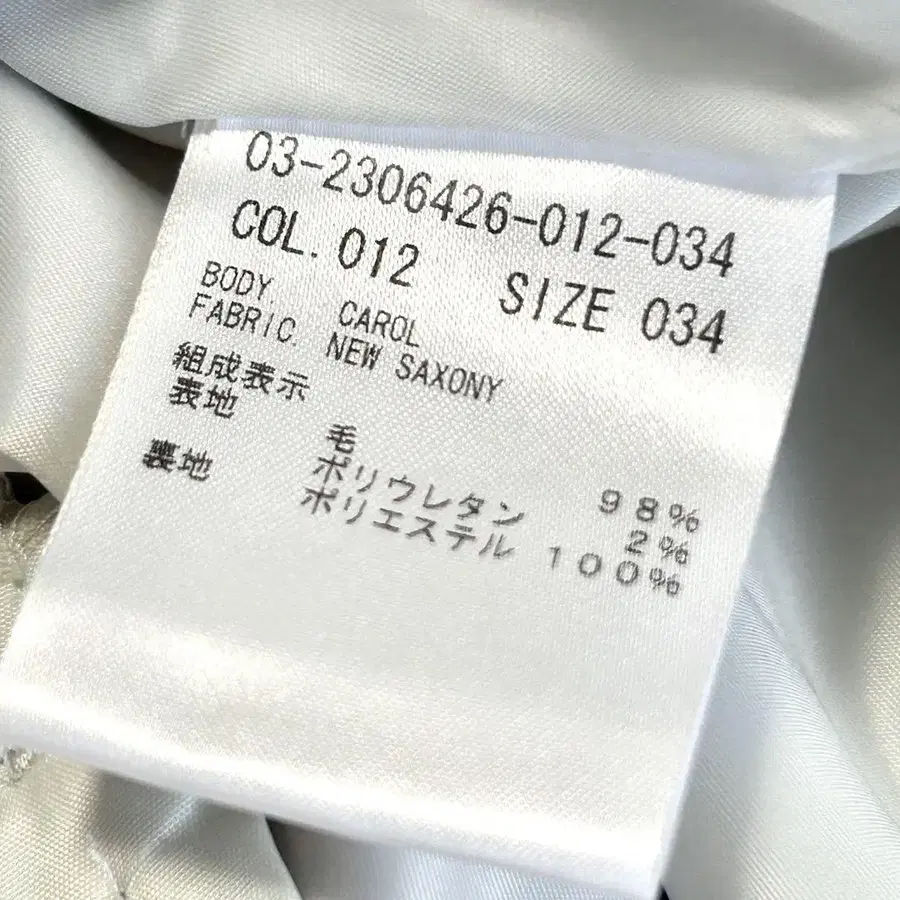 03-2306426-012-034
COL. 012 SIZE 034
BODY. CAROL
FABRIC. NEW SAXONY
組成表示
表地 毛 98%
ポリウレタン 2%
裏地 ポリエステル 100%